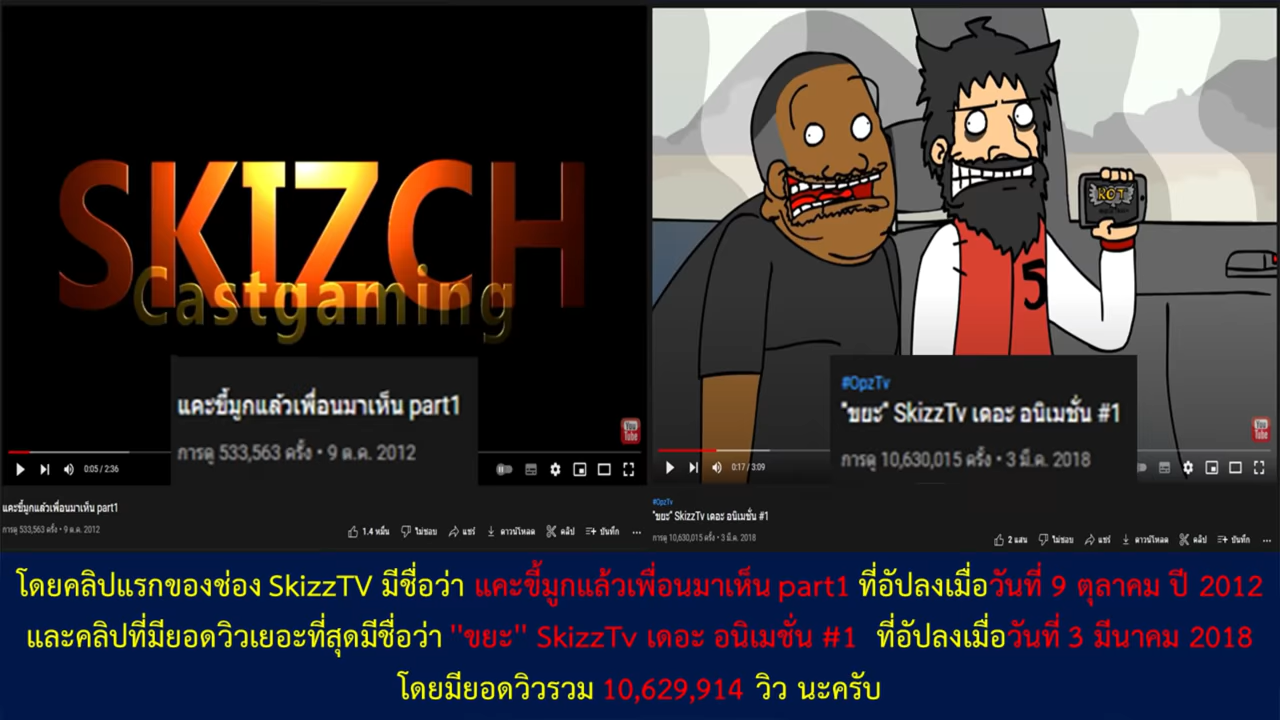 SKIZCH
Castgaming
แคะขี้มูกแล้วเพื่อนมาเห็น part1
การดู 533,563 ครั้ง • 9 ต.ค. 2012
You Tube
0:05 / 2:36
แคะขี้มูกแล้วเพื่อนมาเห็น part1
การดู 533,563 ครั้ง • 9 ต.ค. 2012
1.4 หมื่น ไม่ชอบ แชร์ ดาวน์โหลด คลิป บันทึก ...
KOT
5
#OpzTv
"ขยะ" SkizzTv เดอะ อนิเมชั่น #1
การดู 10,630,015 ครั้ง • 3 มี.ค. 2018
You Tube
0:17 / 3:09
#OpzTv
"ขยะ" SkizzTv เดอะ อนิเมชั่น #1
การดู 10,630,015 ครั้ง • 3 มี.ค. 2018
2 แสน ไม่ชอบ แชร์ ดาวน์โหลด คลิป บันทึก ...
โดยคลิปแรกของช่อง SkizzTV มีชื่อว่า แคะขี้มูกแล้วเพื่อนมาเห็น part1 ที่อัปลงเมื่อวันที่ 9 ตุลาคม ปี 2012
และคลิปที่มียอดวิวเยอะที่สุดมีชื่อว่า "ขยะ" SkizzTv เดอะ อนิเมชั่น #1 ที่อัปลงเมื่อวันที่ 3 มีนาคม 2018
โดยมียอดวิวรวม 10,629,914 วิว นะครับ